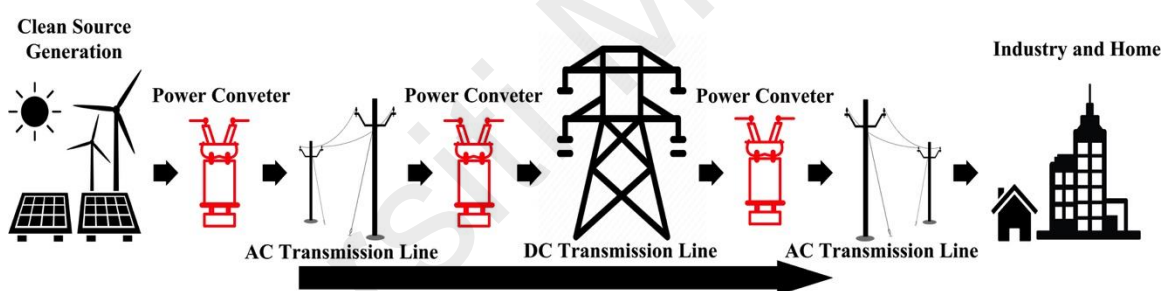 Clean Source
Generation
Industry and Home
Power Conveter
Power Conveter
Power Conveter
AC Transmission Line
DC Transmission Line
AC Transmission Line